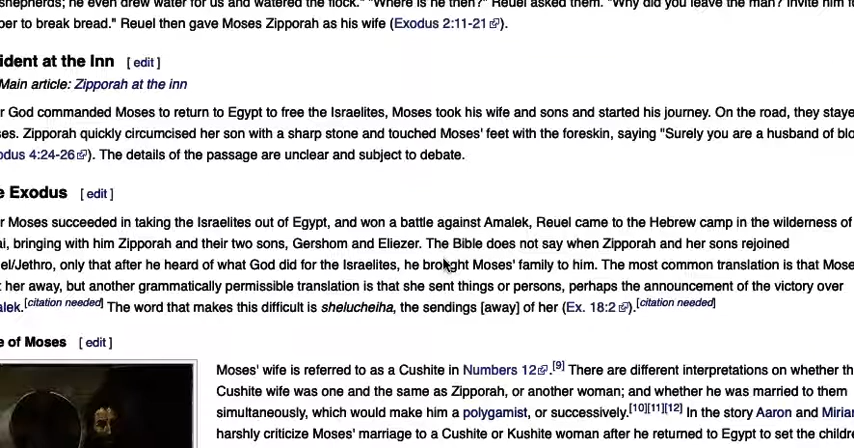 shepherds; he even drew water for us and watered the flock." "Where is he then?" Reuel asked them. "Why did you leave the man? Invite him
per to break bread." Reuel then gave Moses Zipporah as his wife (Exodus 2:11-21).
ident at the Inn [ edit ]
Main article: Zipporah at the inn
r God commanded Moses to return to Egypt to free the Israelites, Moses took his wife and sons and started his journey. On the road, they staye
ses. Zipporah quickly circumcised her son with a sharp stone and touched Moses' feet with the foreskin, saying "Surely you are a husband of blo
odus 4:24-26). The details of the passage are unclear and subject to debate.
e Exodus [ edit ]
r Moses succeeded in taking the Israelites out of Egypt, and won a battle against Amalek, Reuel came to the Hebrew camp in the wilderness of
ai, bringing with him Zipporah and their two sons, Gershom and Eliezer. The Bible does not say when Zipporah and her sons rejoined
el/Jethro, only that after he heard of what God did for the Israelites, he brought Moses' family to him. The most common translation is that Mose
t her away, but another grammatically permissible translation is that she sent things or persons, perhaps the announcement of the victory over
alek.[citation needed] The word that makes this difficult is shelucheiha, the sendings [away] of her (Ex. 18:2).[citation needed]
e of Moses [ edit ]
Moses' wife is referred to as a Cushite in Numbers 12.[9] There are different interpretations on whether th
Cushite wife was one and the same as Zipporah, or another woman; and whether he was married to them
simultaneously, which would make him a polygamist, or successively.[10][11][12] In the story Aaron and Miria
harshly criticize Moses' marriage to a Cushite or Kushite woman after he returned to Egypt to set the childre